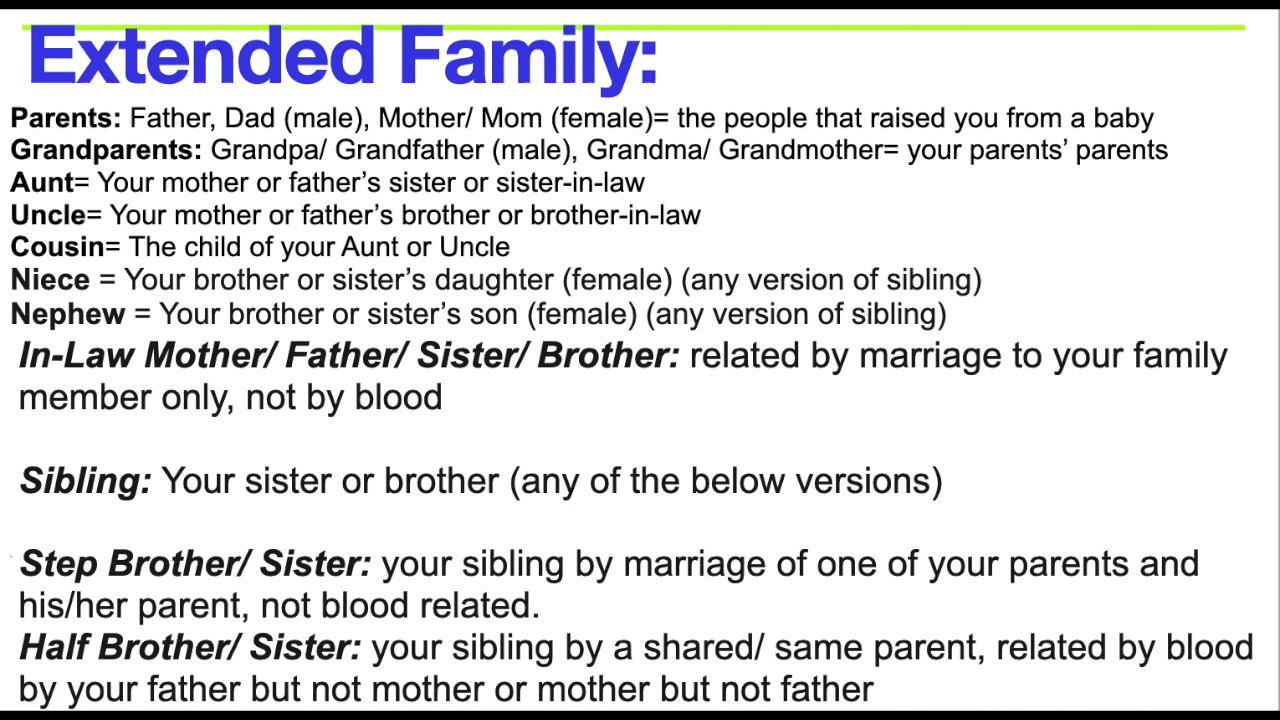 Extended Family:
Parents: Father, Dad (male), Mother/ Mom (female)= the people that raised you from a baby
Grandparents: Grandpa/ Grandfather (male), Grandma/ Grandmother= your parents’ parents
Aunt= Your mother or father’s sister or sister-in-law
Uncle= Your mother or father’s brother or brother-in-law
Cousin= The child of your Aunt or Uncle
Niece = Your brother or sister’s daughter (female) (any version of sibling)
Nephew = Your brother or sister’s son (female) (any version of sibling)
In-Law Mother/ Father/ Sister/ Brother: related by marriage to your family
member only, not by blood
Sibling: Your sister or brother (any of the below versions)
Step Brother/ Sister: your sibling by marriage of one of your parents and
his/her parent, not blood related.
Half Brother/ Sister: your sibling by a shared/ same parent, related by blood
by your father but not mother or mother but not father